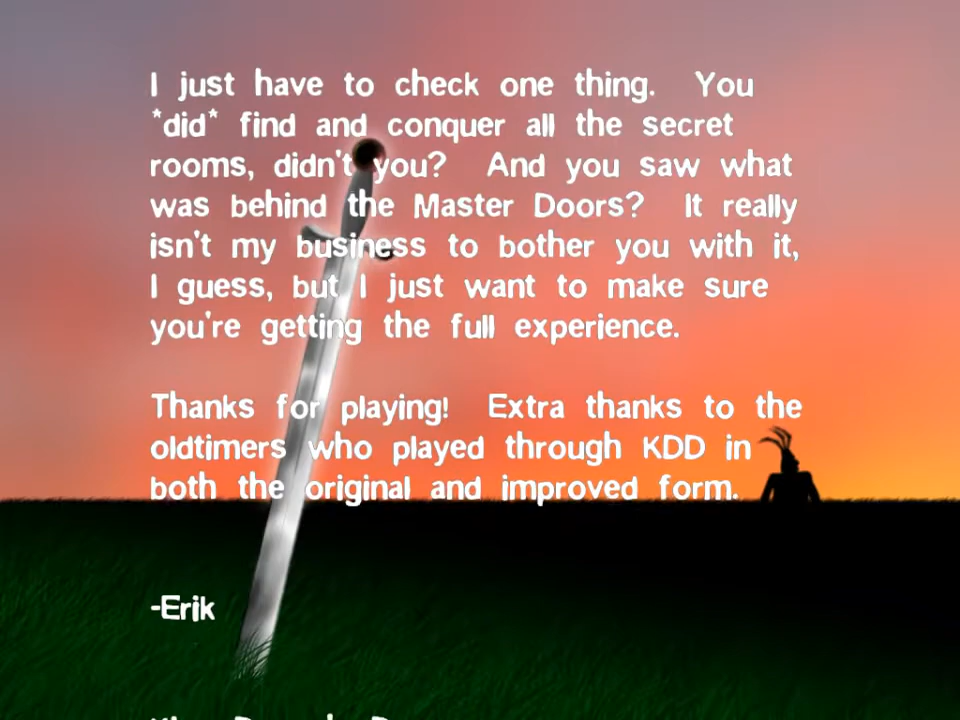 I just have to check one thing. You
*did* find and conquer all the secret
rooms, didn't you? And you saw what
was behind the Master Doors? It really
isn't my business to bother you with it,
I guess, but I just want to make sure
you're getting the full experience.
Thanks for playing! Extra thanks to the
oldtimers who played through KDD in
both the original and improved form.
-Erik